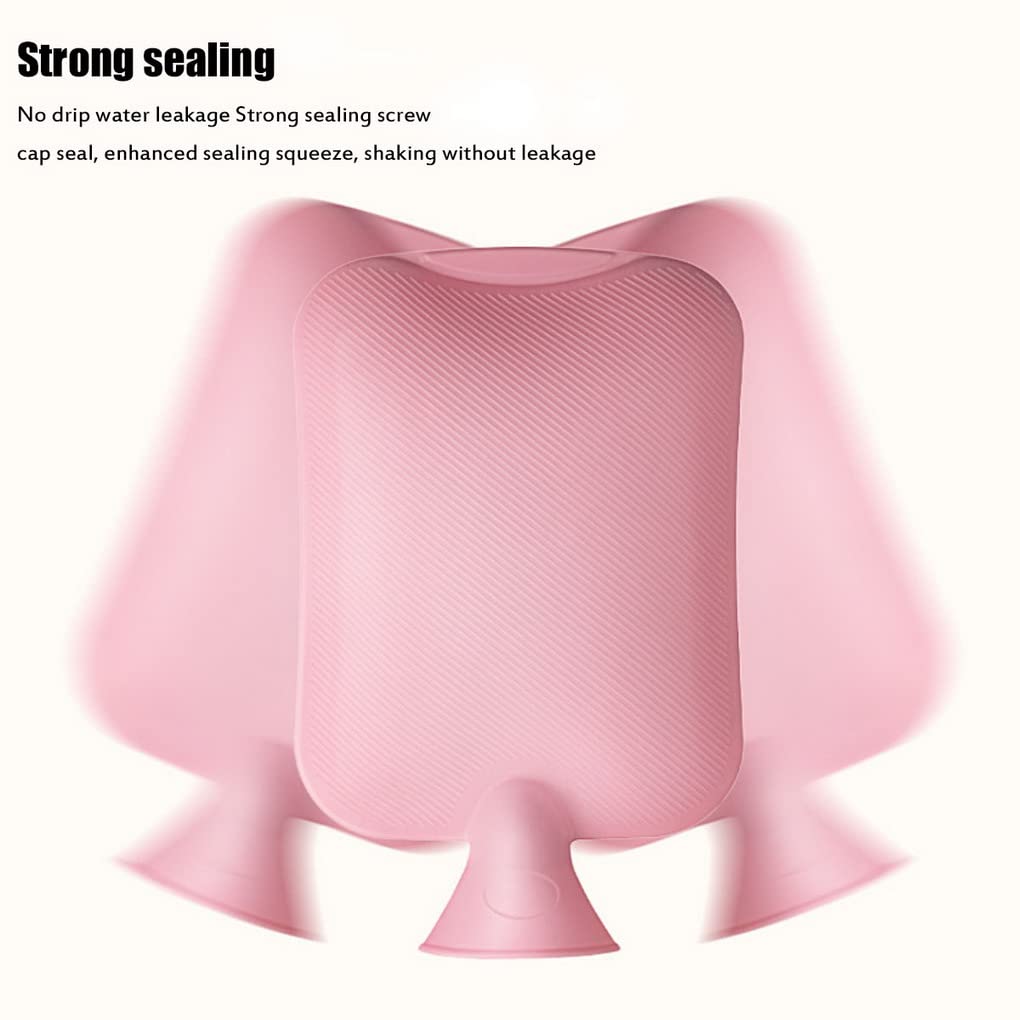 Strong sealing
No drip water leakage Strong sealing screw
cap seal, enhanced sealing squeeze, shaking without leakage